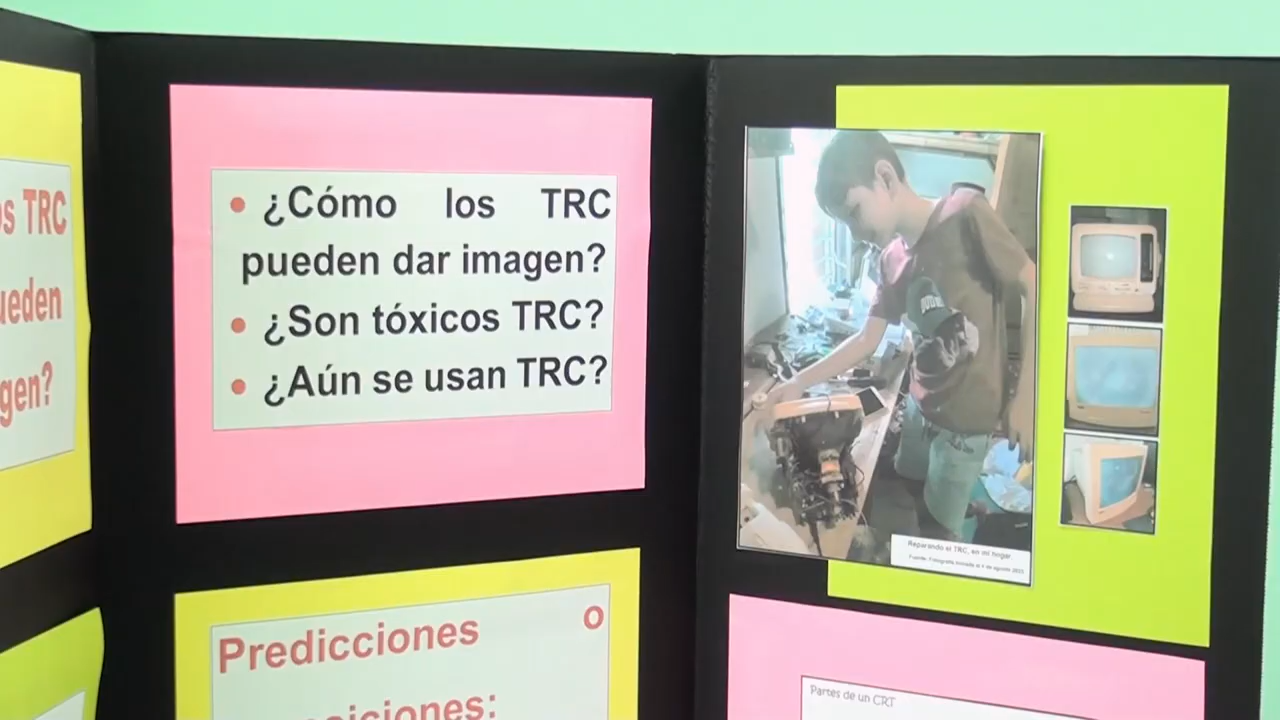 os TRC
ueden
gen?
• ¿Cómo los TRC
pueden dar imagen?
• ¿Son tóxicos TRC?
• ¿Aún se usan TRC?
Predicciones o
siciones:
Reparando el TRC, en mi hogar
Partes de un CRT